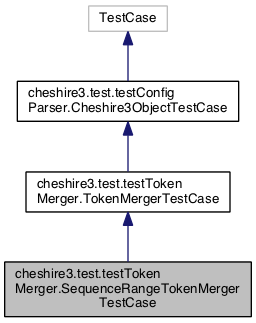 TestCase
cheshire3.test.testConfig
Parser.Cheshire3ObjectTestCase
cheshire3.test.testToken
Merger.TokenMergerTestCase
cheshire3.test.testToken
Merger.SequenceRangeTokenMerger
TestCase